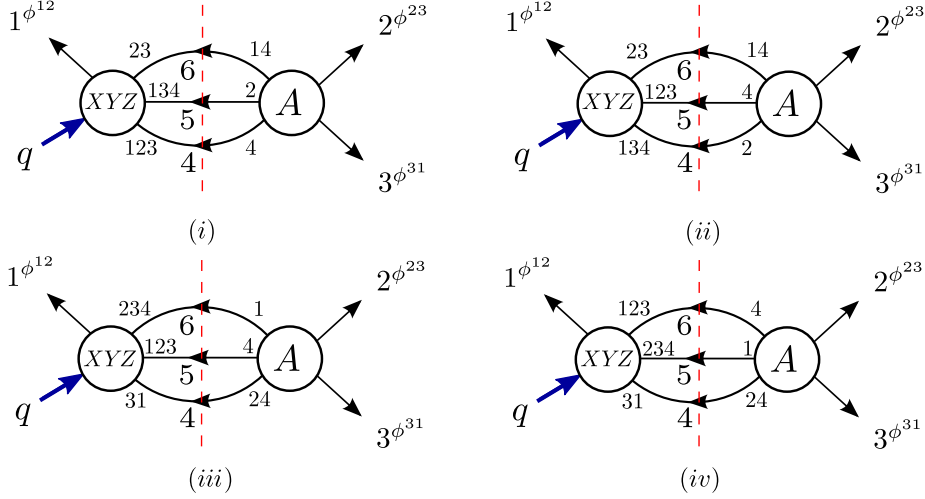 1^{ϕ^{12}} 23 14 2^{ϕ^{23}}
6
XYZ 134 2 A
5
q 123 4
4 3^{ϕ^{31}}
(i)
1^{ϕ^{12}} 23 14 2^{ϕ^{23}}
6
XYZ 123 4 A
5
q 134 2
4 3^{ϕ^{31}}
(ii)
1^{ϕ^{12}} 234 1 2^{ϕ^{23}}
6
XYZ 123 4 A
5
q 31 24
4 3^{ϕ^{31}}
(iii)
1^{ϕ^{12}} 123 4 2^{ϕ^{23}}
6
XYZ 234 1 A
5
q 31 24
4 3^{ϕ^{31}}
(iv)